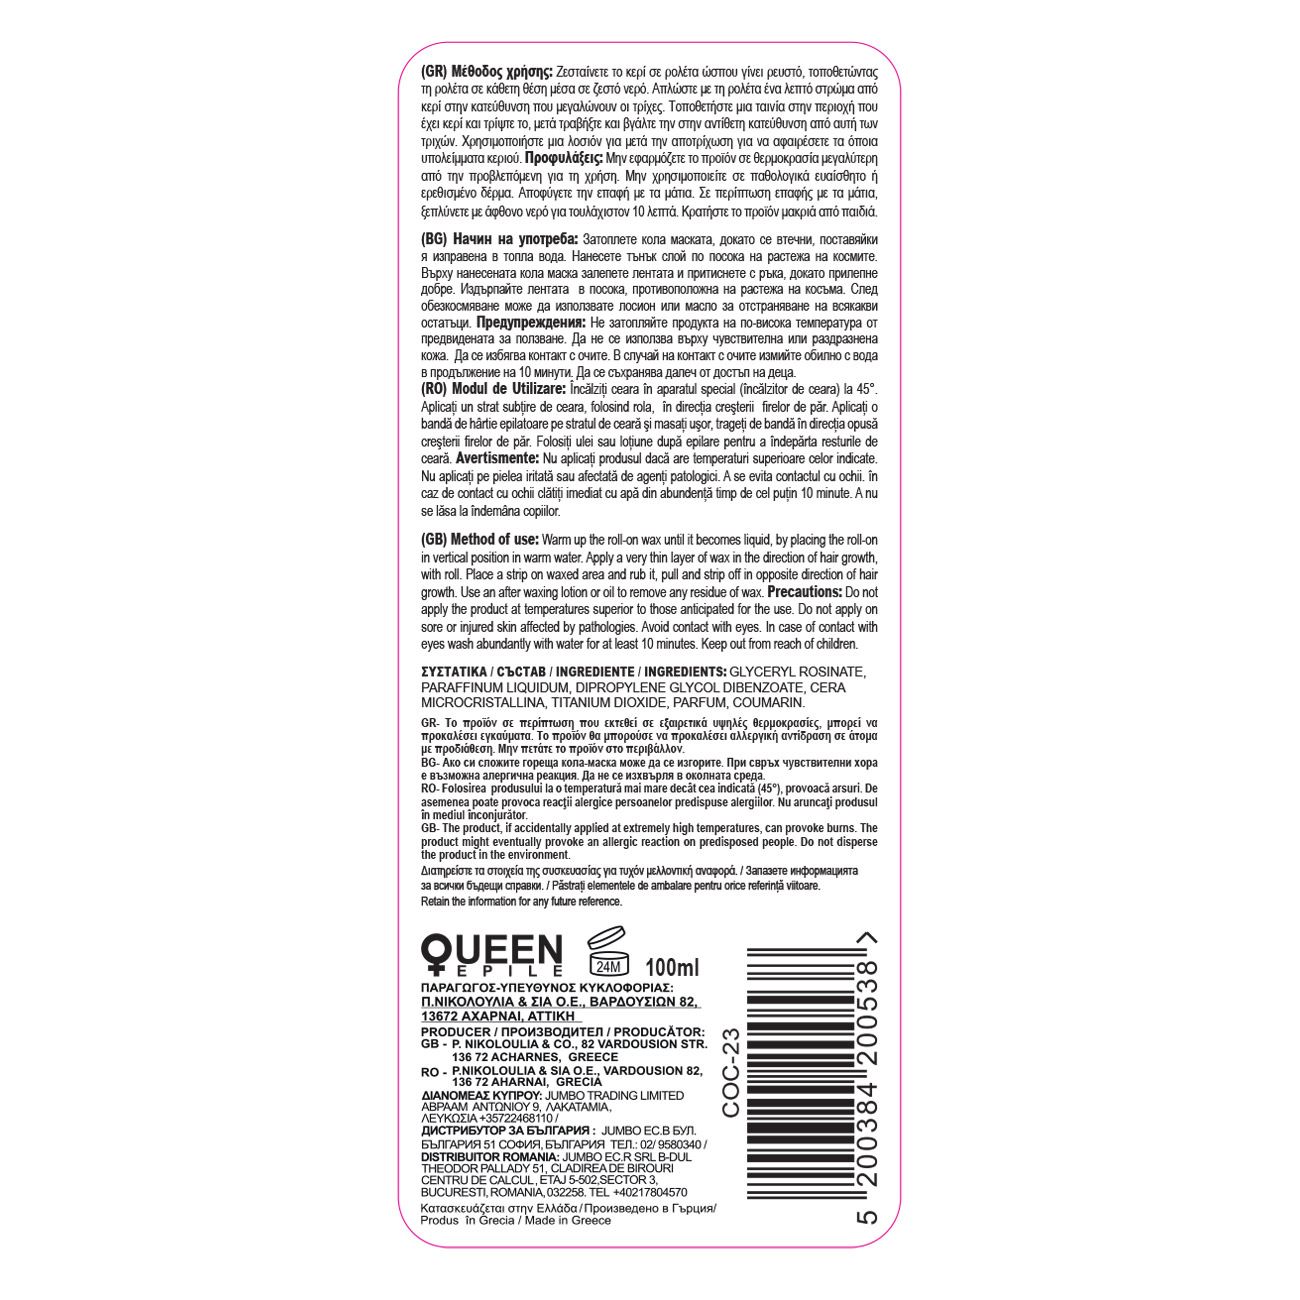 (GR) Μέθοδος χρήσης: Ζεσταίνετε το κερί σε ρολέτα ώσπου γίνει ρευστό, τοποθετώντας
τη ρολέτα σε κάθετη θέση μέσα σε ζεστό νερό. Απλώστε με τη ρολέτα ένα λεπτό στρώμα από
κερί στην κατεύθυνση που μεγαλώνουν οι τρίχες. Τοποθετήστε μια ταινία στην περιοχή που
έχει κερί και τρίψτε το, μετά τραβήξτε και βγάλτε την στην αντίθετη κατεύθυνση από αυτή των
τριχών. Χρησιμοποιήστε μια λοσιόν για μετά την αποτρίχωση για να αφαιρέσετε τα όποια
υπολείμματα κεριού. Προφυλάξεις: Μην εφαρμόζετε το προϊόν σε θερμοκρασία μεγαλύτερη
από την προβλεπόμενη για τη χρήση. Μην χρησιμοποιείτε σε παθολογικά ευαίσθητο ή
ερεθισμένο δέρμα. Αποφύγετε την επαφή με τα μάτια. Σε περίπτωση επαφής με τα μάτια,
ξεπλύνετε με άφθονο νερό για τουλάχιστον 10 λεπτά. Κρατήστε το προϊόν μακριά από παιδιά.
(BG) Начин на употреба: Затоплете кола маската, докато се втечни, поставяйки
я изправена в топла вода. Нанесете тънък слой по посока на растежа на космите.
Върху нанесената кола маска залепете лентата и притиснете с ръка, докато прилепне
добре. Издърпайте лентата в посока, противоположна на растежа на косъма. След
обезкосмяване може да използвате лосион или масло за отстраняване на всякакви
остатъци. Предупреждения: Не затопляйте продукта на по-висока температура от
предвидената за ползване. Да не се използва върху чувствителна или раздразнена
кожа. Да се избягва контакт с очите. В случай на контакт с очите измийте обилно с вода
в продължение на 10 минути. Да се съхранява далеч от достъп на деца.
(RO) Modul de Utilizare: Încălziți ceara în aparatul special (încălzitor de ceara) la 45°.
Aplicați un strat subțire de ceara, folosind rola, în direcția creşterii firelor de păr. Aplicați o
bandă de hârtie epilatoare pe stratul de ceară şi masați uşor, trageți de bandă în direcția opusă
creşterii firelor de păr. Folosiți ulei sau loțiune după epilare pentru a îndepărta resturile de
ceară. Avertismente: Nu aplicați produsul dacă are temperaturi superioare celor indicate.
Nu aplicați pe pielea iritată sau afectată de agenți patologici. A se evita contactul cu ochii. în
caz de contact cu ochii clătiți imediat cu apă din abundență timp de cel puțin 10 minute. A nu
se lăsa la îndemâna copiilor.
(GB) Method of use: Warm up the roll-on wax until it becomes liquid, by placing the roll-on
in vertical position in warm water. Apply a very thin layer of wax in the direction of hair growth,
with roll. Place a strip on waxed area and rub it, pull and strip off in opposite direction of hair
growth. Use an after waxing lotion or oil to remove any residue of wax. Precautions: Do not
apply the product at temperatures superior to those anticipated for the use. Do not apply on
sore or injured skin affected by pathologies. Avoid contact with eyes. In case of contact with
eyes wash abundantly with water for at least 10 minutes. Keep out from reach of children.
ΣΥΣΤΑΤΙΚΑ / СЪСТАВ / INGREDIENTE / INGREDIENTS: GLYCERYL ROSINATE,
PARAFFINUM LIQUIDUM, DIPROPYLENE GLYCOL DIBENZOATE, CERA
MICROCRISTALLINA, TITANIUM DIOXIDE, PARFUM, COUMARIN.
GR- Το προϊόν σε περίπτωση που εκτεθεί σε εξαιρετικά υψηλές θερμοκρασίες, μπορεί να
προκαλέσει εγκαύματα. Το προϊόν θα μπορούσε να προκαλέσει αλλεργική αντίδραση σε άτομα
με προδιάθεση. Μην πετάτε το προϊόν στο περιβάλλον.
BG- Ако си сложите гореща кола-маска може да се изгорите. При свръх чувствителни хора
е възможна алергична реакция. Да не се изхвърля в околната среда.
RO- Folosirea produsului la o temperatură mai mare decât cea indicată (45°), provoacă arsuri. De
asemenea poate provoca reacții alergice persoanelor predispuse alergiilor. Nu aruncați produsul
în mediul înconjurător.
GB- The product, if accidentally applied at extremely high temperatures, can provoke burns. The
product might eventually provoke an allergic reaction on predisposed people. Do not disperse
the product in the environment.
Διατηρείστε τα στοιχεία της συσκευασίας για τυχόν μελλοντική αναφορά. / Запазете информацията
за всички бъдещи справки. / Păstrați elementele de ambalare pentru orice referință viitoare.
Retain the information for any future reference.
QUEEN
EPILE
24M
100ml
ΠΑΡΑΓΩΓΟΣ-ΥΠΕΥΘΥΝΟΣ ΚΥΚΛΟΦΟΡΙΑΣ:
Π.ΝΙΚΟΛΟΥΛΙΑ & ΣΙΑ Ο.Ε., ΒΑΡΔΟΥΣΙΩΝ 82,
13672 ΑΧΑΡΝΑΙ, ΑΤΤΙΚΗ
PRODUCER / ПРОИЗВОДИТЕЛ / PRODUCĂTOR:
GB - P. NIKOLOULIA & CO., 82 VARDOUSION STR.
136 72 ACHARNES, GREECE
RO - P.NIKOLOULIA & SIA O.E., VARDOUSION 82,
136 72 AHARNAI, GRECIA
ΔΙΑΝΟΜΕΑΣ ΚΥΠΡΟΥ: JUMBO TRADING LIMITED
ΑΒΡΑΑΜ ΑΝΤΩΝΙΟΥ 9, ΛΑΚΑΤΑΜΙΑ,
ΛΕΥΚΩΣΙΑ +35722468110 /
ДИСТРИБУТОР ЗА БЪЛГАРИЯ : JUMBO EC.B БУЛ.
БЪЛГАРИЯ 51 СОФИЯ, БЪЛГАРИЯ ТЕЛ.: 02/ 9580340 /
DISTRIBUITOR ROMANIA: JUMBO EC.R SRL B-DUL
THEODOR PALLADY 51, CLADIREA DE BIROURI
CENTRU DE CALCUL, ETAJ 5-502,SECTOR 3,
BUCURESTI, ROMANIA, 032258. TEL +40217804570
Κατασκευάζεται στην Ελλάδα / Произведено в Гърция/
Produs în Grecia / Made in Greece
COC-23
5 200384 200538 >